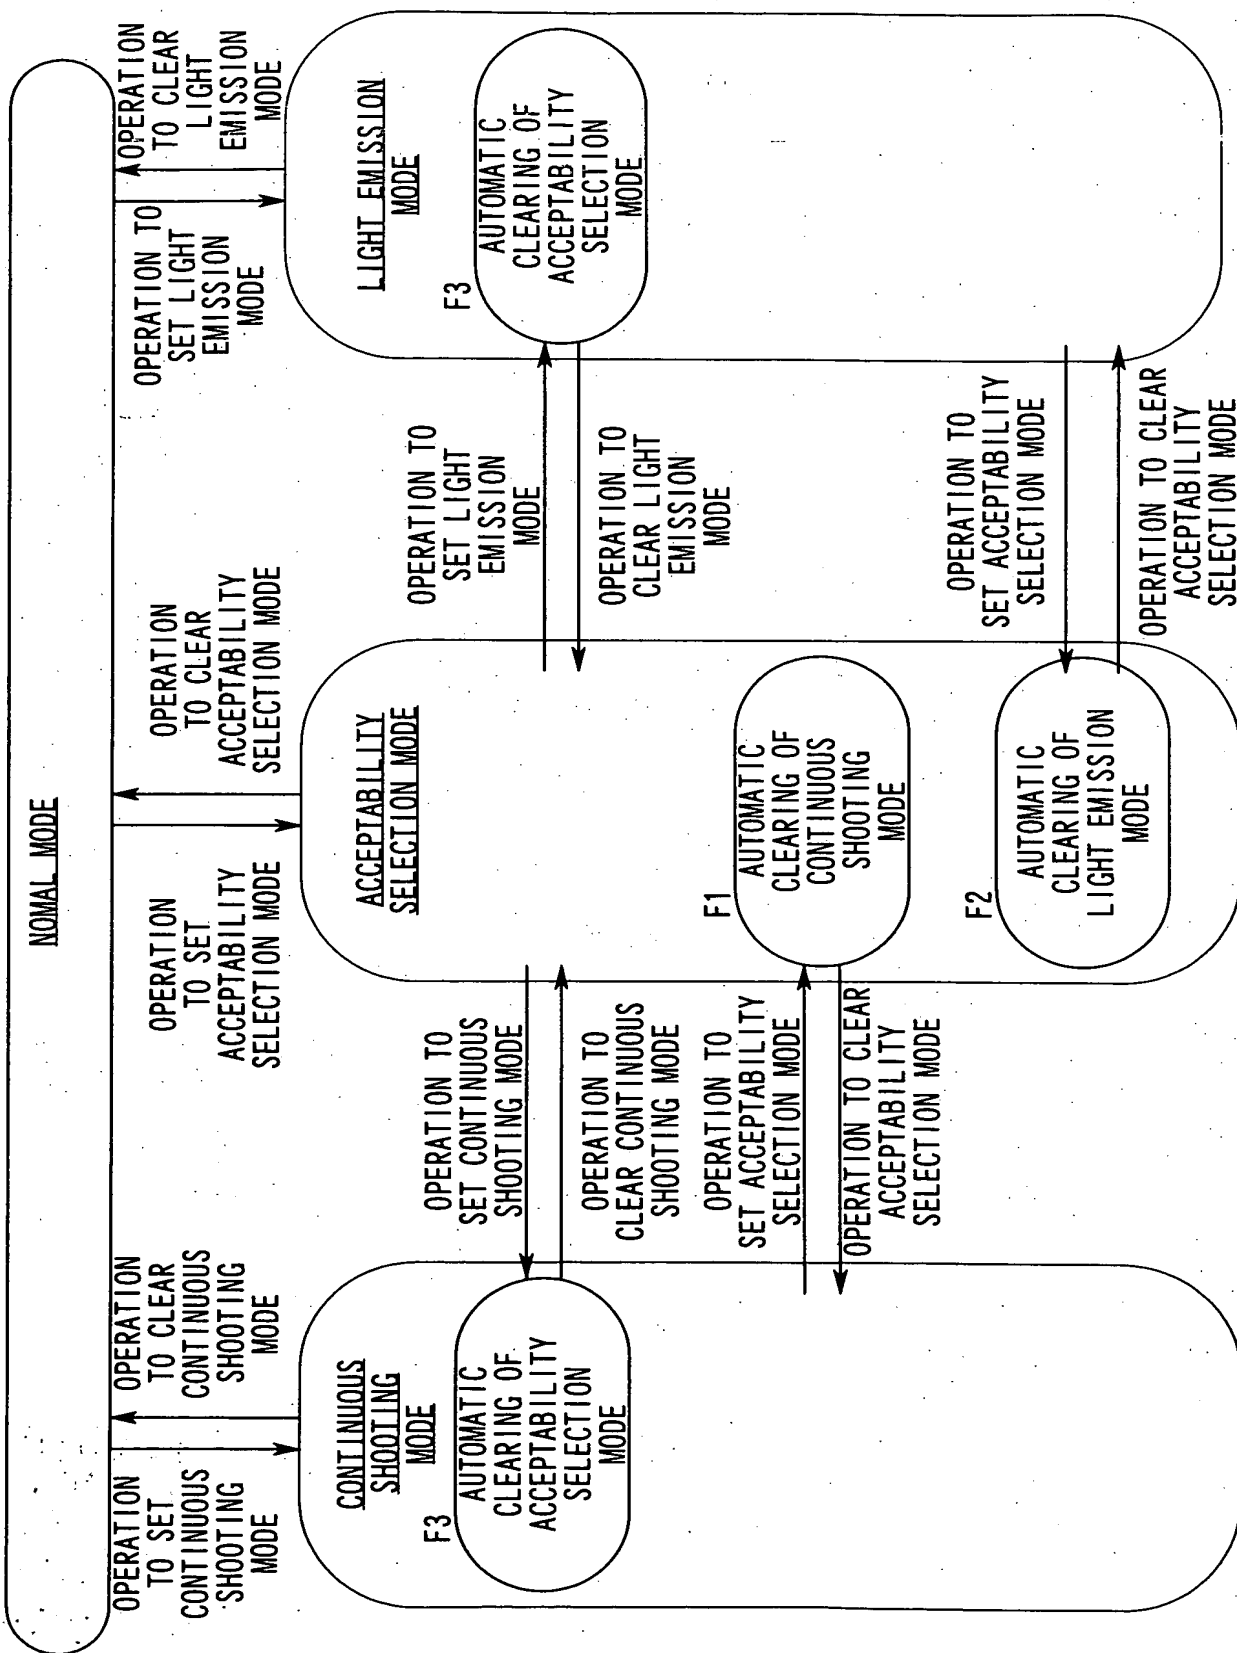 NOMAL MODE
OPERATION
TO SET
CONTINUOUS
SHOOTING
MODE
OPERATION
TO CLEAR
CONTINUOUS
SHOOTING
MODE
OPERATION
TO SET
ACCEPTABILITY
SELECTION MODE
OPERATION
TO CLEAR
ACCEPTABILITY
SELECTION MODE
OPERATION TO
SET LIGHT
EMISSION
MODE
OPERATION
TO CLEAR
LIGHT
EMISSION
MODE
CONTINUOUS
SHOOTING
MODE
F3
AUTOMATIC
CLEARING OF
ACCEPTABILITY
SELECTION
MODE
OPERATION TO
SET CONTINUOUS
SHOOTING MODE
OPERATION TO
CLEAR CONTINUOUS
SHOOTING MODE
OPERATION TO
SET ACCEPTABILITY
SELECTION MODE
OPERATION TO CLEAR
ACCEPTABILITY
SELECTION MODE
ACCEPTABILITY
SELECTION MODE
F1
AUTOMATIC
CLEARING OF
CONTINUOUS
SHOOTING
MODE
F2
AUTOMATIC
CLEARING OF
LIGHT EMISSION
MODE
OPERATION TO
SET LIGHT
EMISSION
MODE
OPERATION TO
CLEAR LIGHT
EMISSION
MODE
OPERATION TO
SET ACCEPTABILITY
SELECTION MODE
OPERATION TO CLEAR
ACCEPTABILITY
SELECTION MODE
LIGHT EMISSION
MODE
F3
AUTOMATIC
CLEARING OF
ACCEPTABILITY
SELECTION
MODE